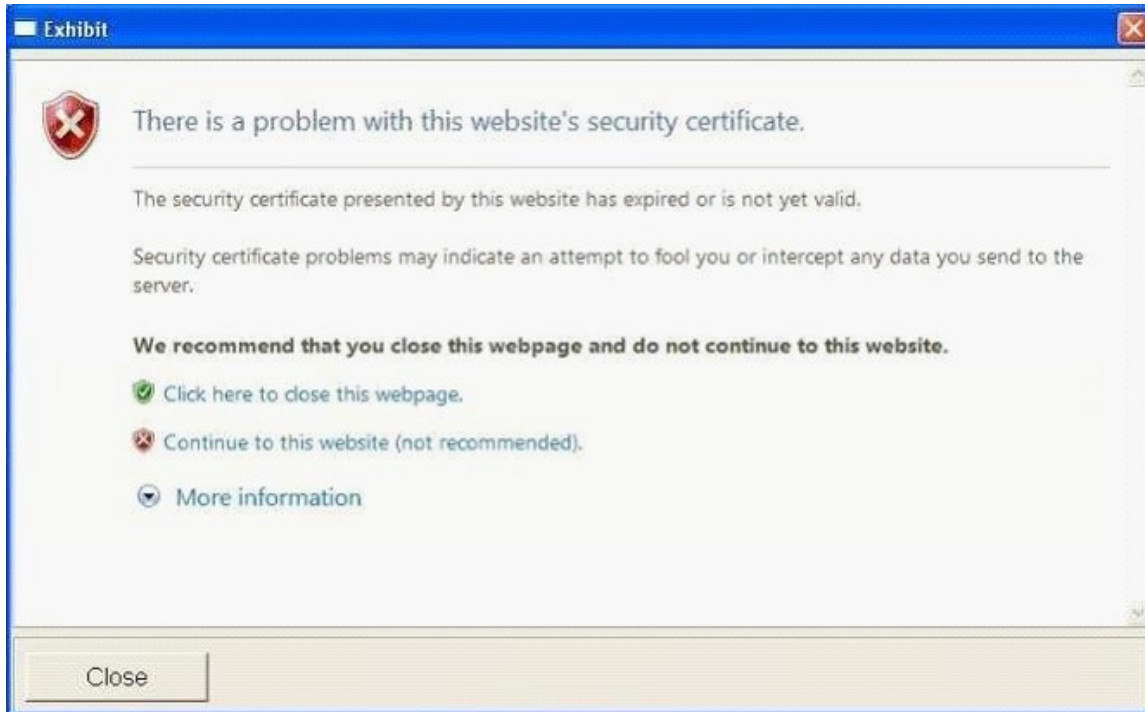 Exhibit
There is a problem with this website's security certificate.
The security certificate presented by this website has expired or is not yet valid.
Security certificate problems may indicate an attempt to fool you or intercept any data you send to the
server.
We recommend that you close this webpage and do not continue to this website.
Click here to close this webpage.
Continue to this website (not recommended).
More information
Close